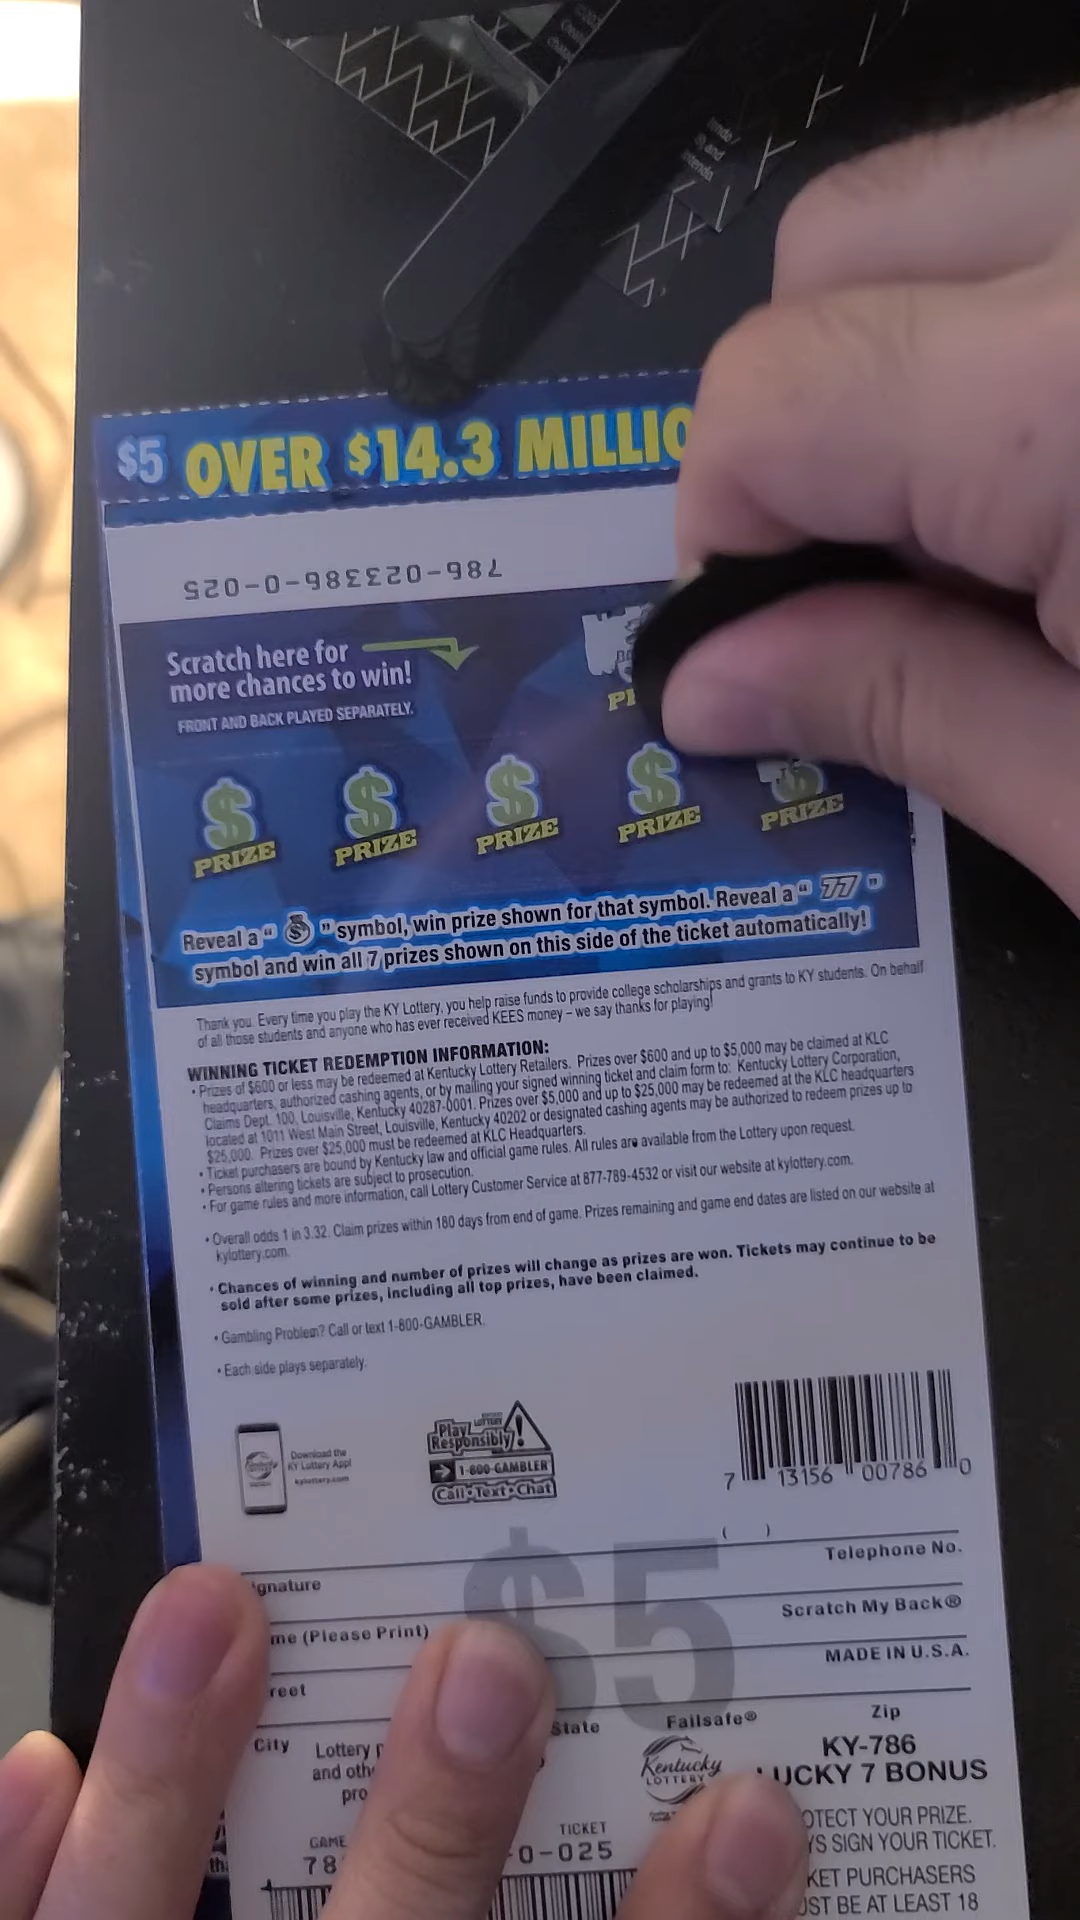 $5 OVER $14.3 MILLIO
786-023386-0-025
Scratch here for
more chances to win!
FRONT AND BACK PLAYED SEPARATELY.
PRIZE
PRIZE
PRIZE
PRIZE
PRIZE
Reveal a “ $ ” symbol, win prize shown for that symbol. Reveal a “ 77 ”
symbol and win all 7 prizes shown on this side of the ticket automatically!
Thank you. Every time you play the KY Lottery, you help raise funds to provide college scholarships and grants to KY students. On behalf
of all those students and anyone who has ever received KEES money – we say thanks for playing!
WINNING TICKET REDEMPTION INFORMATION:
• Prizes of $600 or less may be redeemed at Kentucky Lottery Retailers. Prizes over $600 and up to $5,000 may be claimed at KLC
headquarters, authorized cashing agents, or by mailing your signed winning ticket and claim form to: Kentucky Lottery Corporation,
Claims Dept. 100, Louisville, Kentucky 40287-0001. Prizes over $5,000 and up to $25,000 may be redeemed at the KLC headquarters
located at 1011 West Main Street, Louisville, Kentucky 40202 or designated cashing agents may be authorized to redeem prizes up to
$25,000. Prizes over $25,000 must be redeemed at KLC Headquarters.
• Ticket purchasers are bound by Kentucky law and official game rules. All rules are available from the Lottery upon request.
• Persons altering tickets are subject to prosecution.
• For game rules and more information, call Lottery Customer Service at 877-789-4532 or visit our website at kylottery.com.
• Overall odds 1 in 3.32. Claim prizes within 180 days from end of game. Prizes remaining and game end dates are listed on our website at
kylottery.com.
• Chances of winning and number of prizes will change as prizes are won. Tickets may continue to be
sold after some prizes, including all top prizes, have been claimed.
• Gambling Problem? Call or text 1-800-GAMBLER.
• Each side plays separately.
Download the
KY Lottery App!
kylottery.com
Play
Responsibly!
1-800-GAMBLER
Call•Text•Chat
7 13156 00786 0
$5
( )
Telephone No.
ignature
Scratch My Back®
me (Please Print)
MADE IN U.S.A.
reet
City
State
Failsafe®
Zip
Kentucky
LOTTERY
KY-786
UCKY 7 BONUS
Lottery p
and oth
pro
OTECT YOUR PRIZE.
YS SIGN YOUR TICKET.
GAME
TICKET
78
-0-025
KET PURCHASERS
UST BE AT LEAST 18